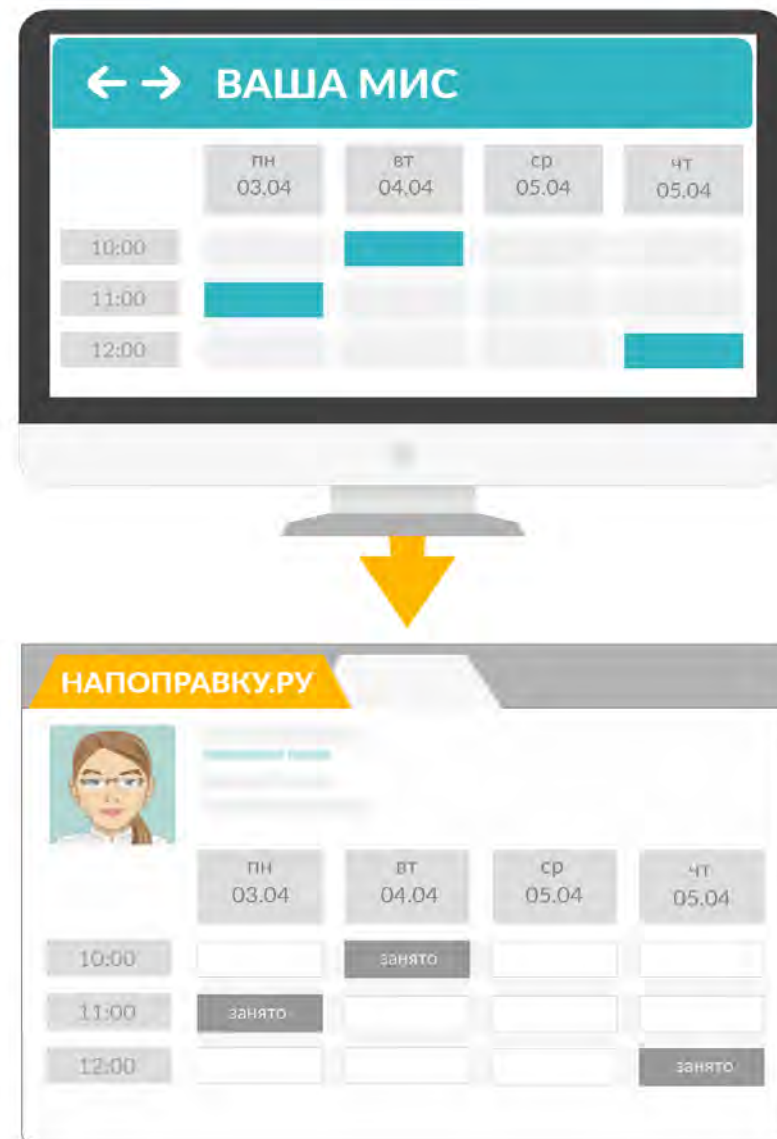 ← → ВАША МИС
пн вт ср чт
03.04 04.04 05.04 05.04
10:00
11:00
12:00
НАПОПРАВКУ.РУ
пн вт ср чт
03.04 04.04 05.04 05.04
10:00 занято
11:00 занято
12:00 занято